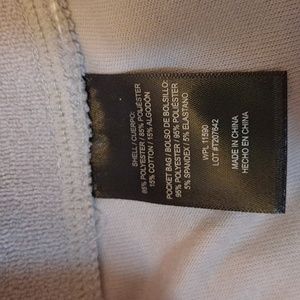 SHELL / CUERPO:
85% POLYESTER / 85% POLIÉSTER
15% COTTON / 15% ALGODÓN
POCKET BAG / BOLSO DE BOLSILLO:
95% POLYESTER / 95% POLIÉSTER
5% SPANDEX / 5% ELASTANO
WPL 11590
LOT #T207642
MADE IN CHINA
HECHO EN CHINA